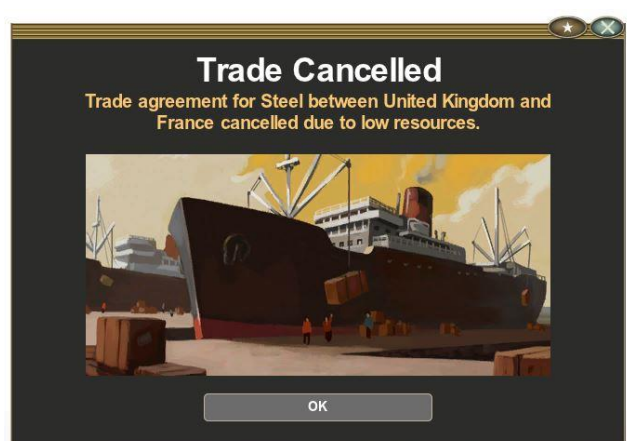 Trade Cancelled
Trade agreement for Steel between United Kingdom and
France cancelled due to low resources.
OK